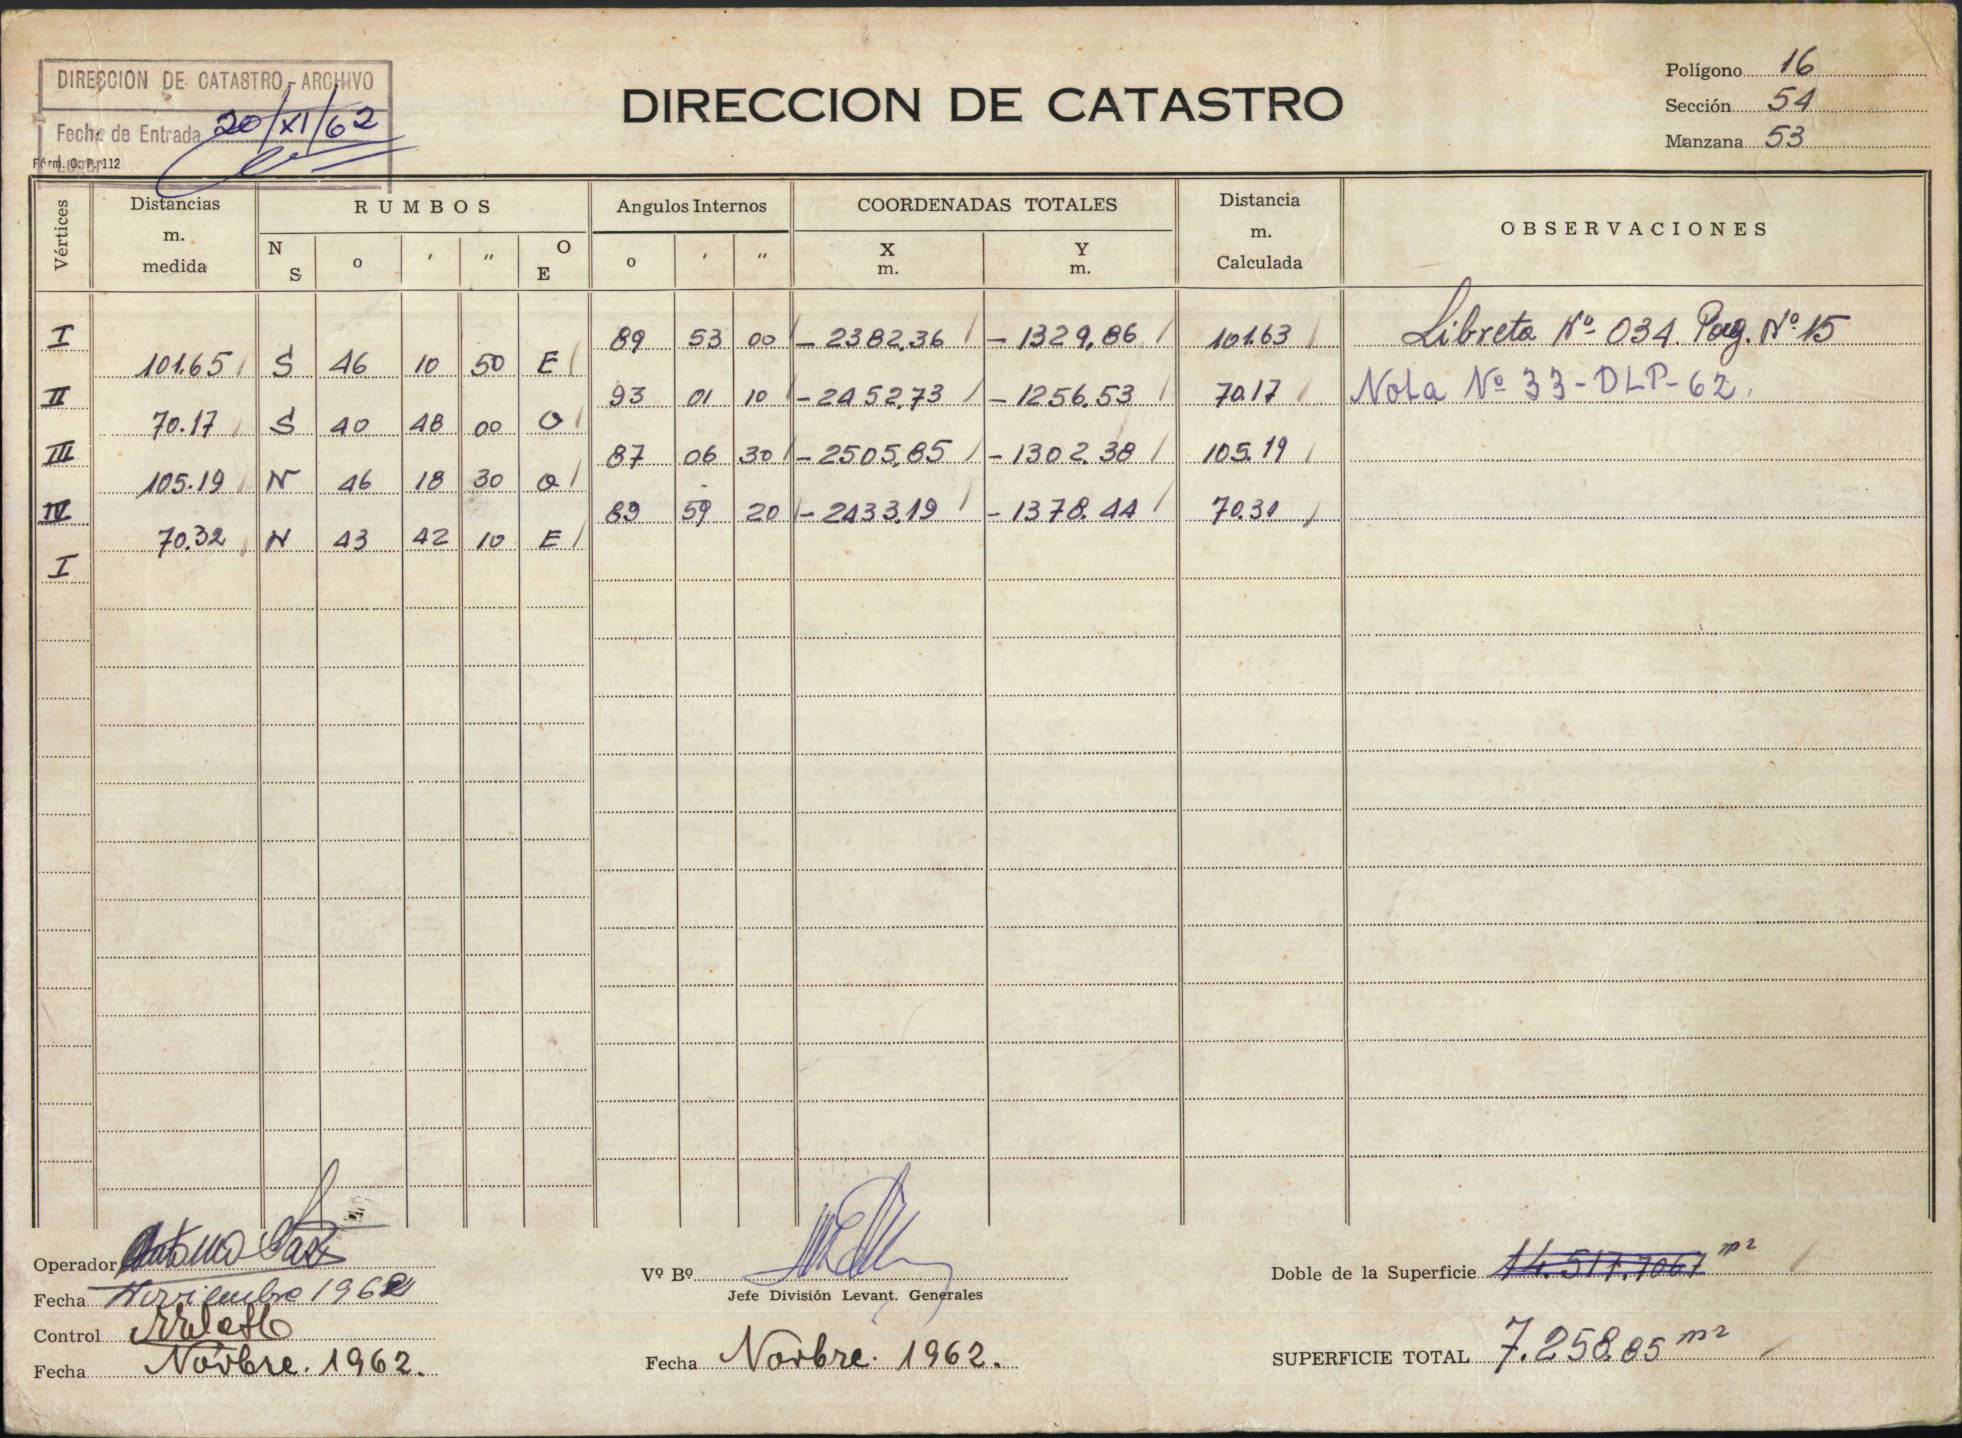 DIRECCION DE CATASTRO - ARCHIVO
Fecha de Entrada 20/XI/62
Form. C. P. 112
DIRECCION DE CATASTRO
Polígono 16
Sección 54
Manzana 53
Vértices
Distancias m. medida
RUMBOS
N S o ' " O E
Angulos Internos
o ' "
COORDENADAS TOTALES
X m. Y m.
Distancia m. Calculada
OBSERVACIONES
I 89 53 00 - 2382,36 - 1329,86 101.63 Libreta Nº 034. Pag. Nº 15
101.65 S 46 10 50 E
II 93 01 10 - 2452,73 - 1256.53 70.17 Nota Nº 33-DLP-62.
70.17 S 40 48 00 O
III 87 06 30 - 2505,85 - 1302.38 105.19
105.19 N 46 18 30 O
IV 89 59 20 - 2433.19 - 1378.44 70.31
70.32 N 43 42 10 E
I
Operador
Fecha Noviembre 1962
Control
Fecha Novbre. 1962.
Vº Bº
Jefe División Levant. Generales
Fecha Novbre. 1962.
Doble de la Superficie 14.517.7067 m²
SUPERFICIE TOTAL 7.258.85 m²